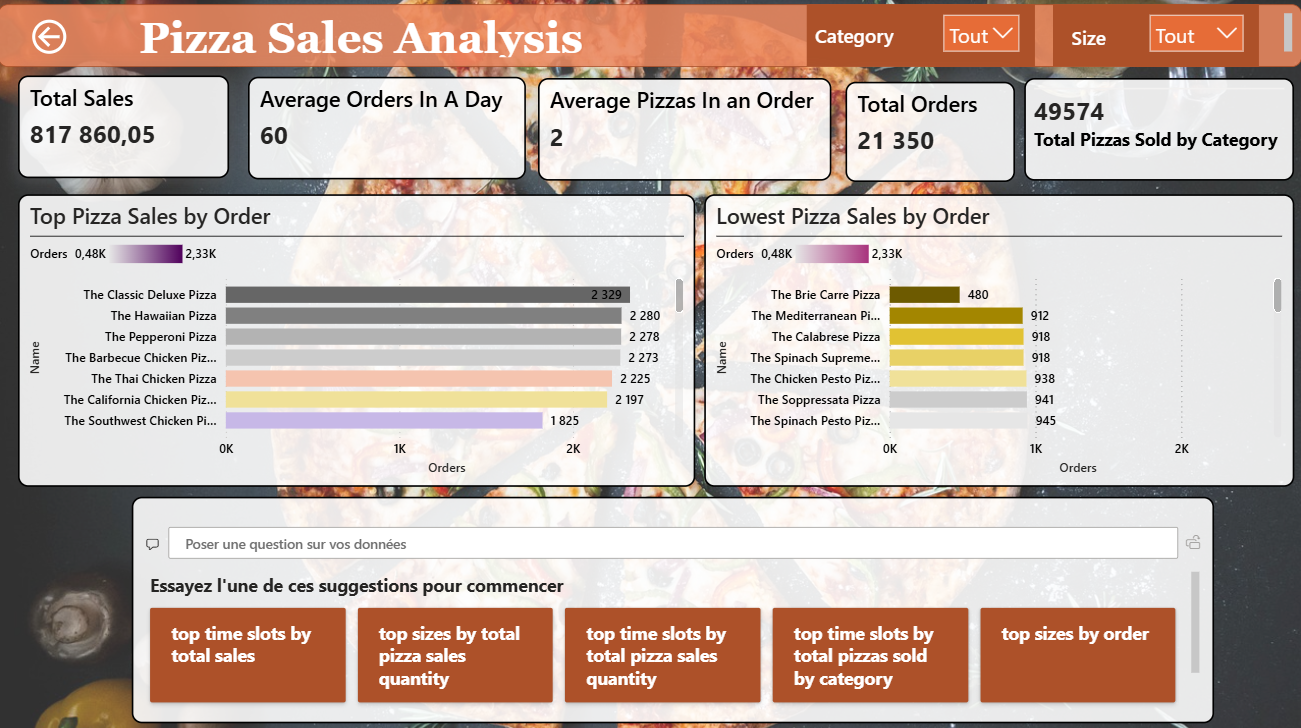 Pizza Sales Analysis
Category
Tout
Size
Tout
Total Sales
817 860,05
Average Orders In A Day
60
Average Pizzas In an Order
2
Total Orders
21 350
49574
Total Pizzas Sold by Category
Top Pizza Sales by Order
Orders 0,48K 2,33K
Name
The Classic Deluxe Pizza 2 329
The Hawaiian Pizza 2 280
The Pepperoni Pizza 2 278
The Barbecue Chicken Piz... 2 273
The Thai Chicken Pizza 2 225
The California Chicken Piz... 2 197
The Southwest Chicken Pi... 1 825
0K 1K 2K
Orders
Lowest Pizza Sales by Order
Orders 0,48K 2,33K
Name
The Brie Carre Pizza 480
The Mediterranean Pi... 912
The Calabrese Pizza 918
The Spinach Supreme... 918
The Chicken Pesto Piz... 938
The Soppressata Pizza 941
The Spinach Pesto Piz... 945
0K 1K 2K
Orders
Poser une question sur vos données
Essayez l'une de ces suggestions pour commencer
top time slots by
total sales
top sizes by total
pizza sales
quantity
top time slots by
total pizza sales
quantity
top time slots by
total pizzas sold
by category
top sizes by order